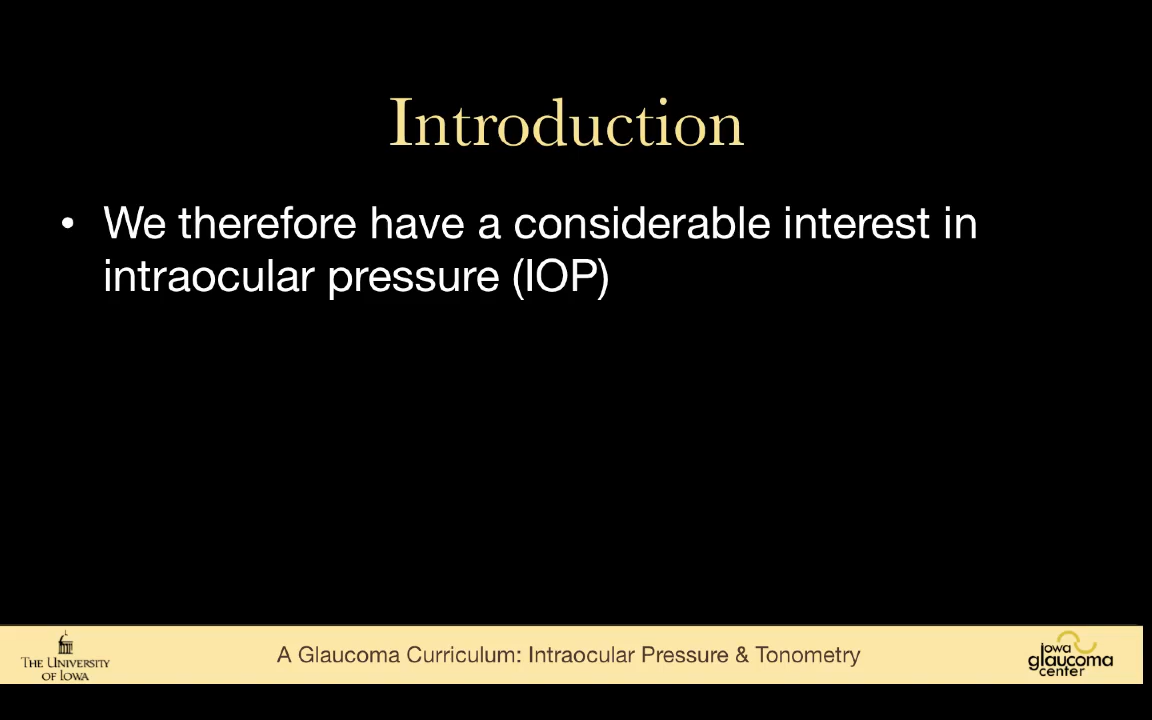 Introduction
• We therefore have a considerable interest in
intraocular pressure (IOP)
THE UNIVERSITY
OF IOWA
A Glaucoma Curriculum: Intraocular Pressure & Tonometry
iowa
glaucoma
center